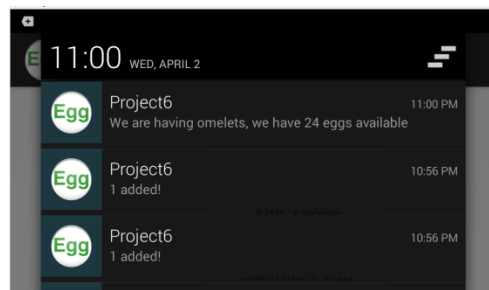 11:00 WED, APRIL 2
Egg Project6 11:00 PM
We are having omelets, we have 24 eggs available
Egg Project6 10:56 PM
1 added!
Egg Project6 10:56 PM
1 added!